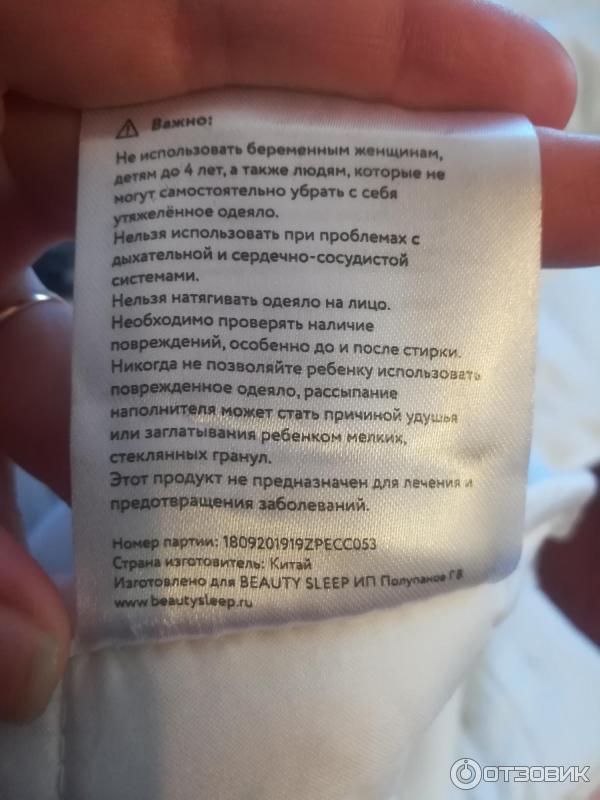 Важно:
Не использовать беременным женщинам,
детям до 4 лет, а также людям, которые не
могут самостоятельно убрать с себя
утяжелённое одеяло.
Нельзя использовать при проблемах с
дыхательной и сердечно-сосудистой
системами.
Нельзя натягивать одеяло на лицо.
Необходимо проверять наличие
повреждений, особенно до и после стирки.
Никогда не позволяйте ребенку использовать
поврежденное одеяло, рассыпание
наполнителя может стать причиной удушья
или заглатывания ребенком мелких,
стеклянных гранул.
Этот продукт не предназначен для лечения и
предотвращения заболеваний.
Номер партии: 1809201919ZPECC053
Страна изготовитель: Китай
Изготовлено для BEAUTY SLEEP ИП Полупанов ГВ
www.beautysleep.ru
ОТЗОВИК